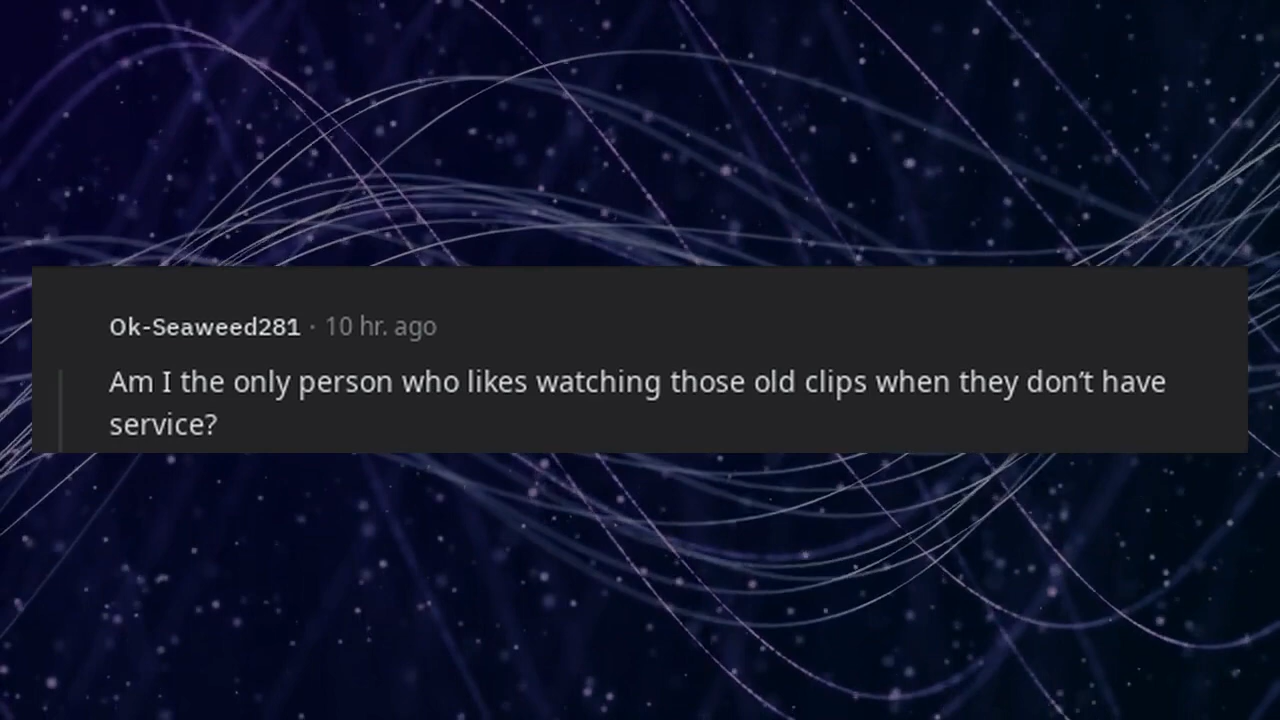 Ok-Seaweed281 · 10 hr. ago
Am I the only person who likes watching those old clips when they don’t have
service?